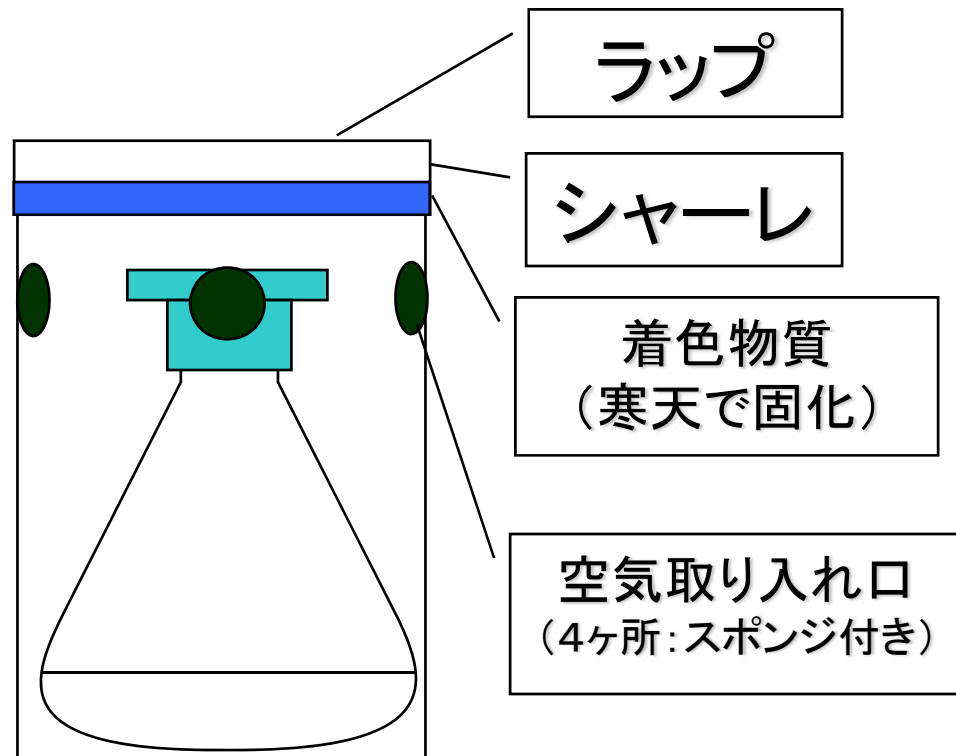 ラップ
シャーレ
着色物質
（寒天で固化）
空気取り入れ口
（４ヶ所：スポンジ付き）